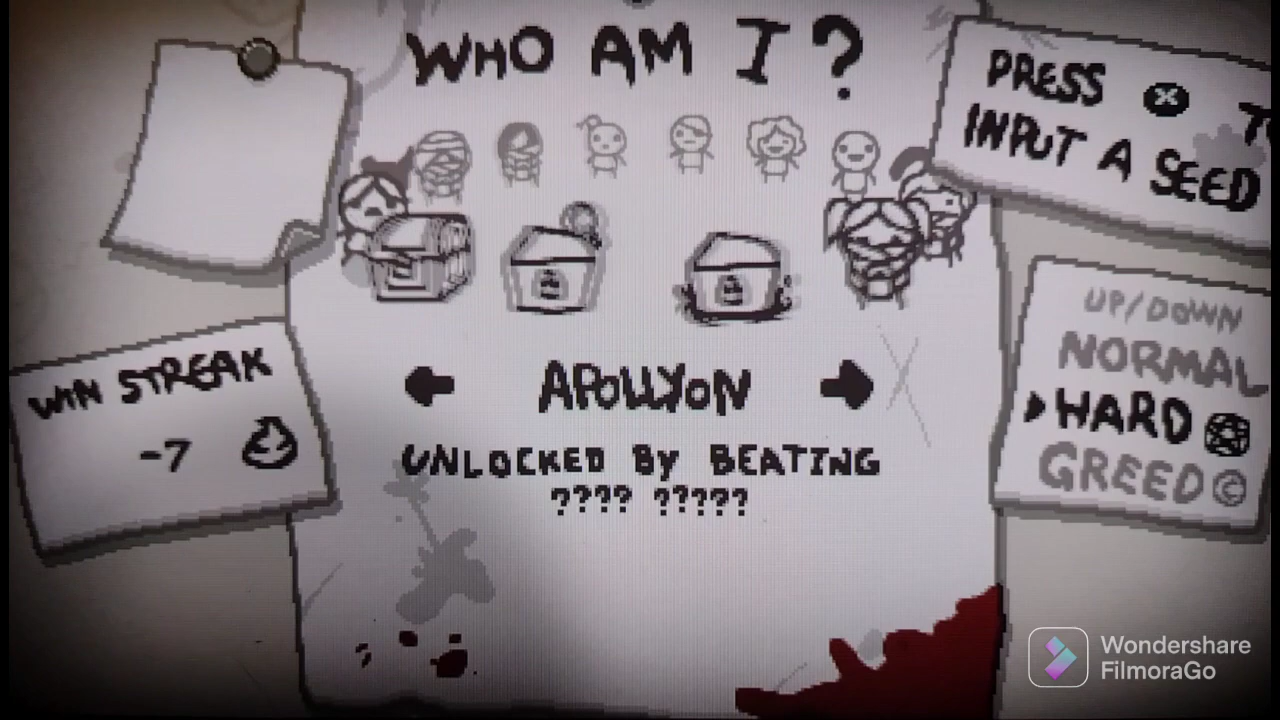 WHO AM I?
PRESS X TO
INPUT A SEED
WIN STREAK
-7
APOLLYON
UNLOCKED BY BEATING
???? ?????
UP/DOWN
NORMAL
HARD
GREED ©
Wondershare
FilmoraGo